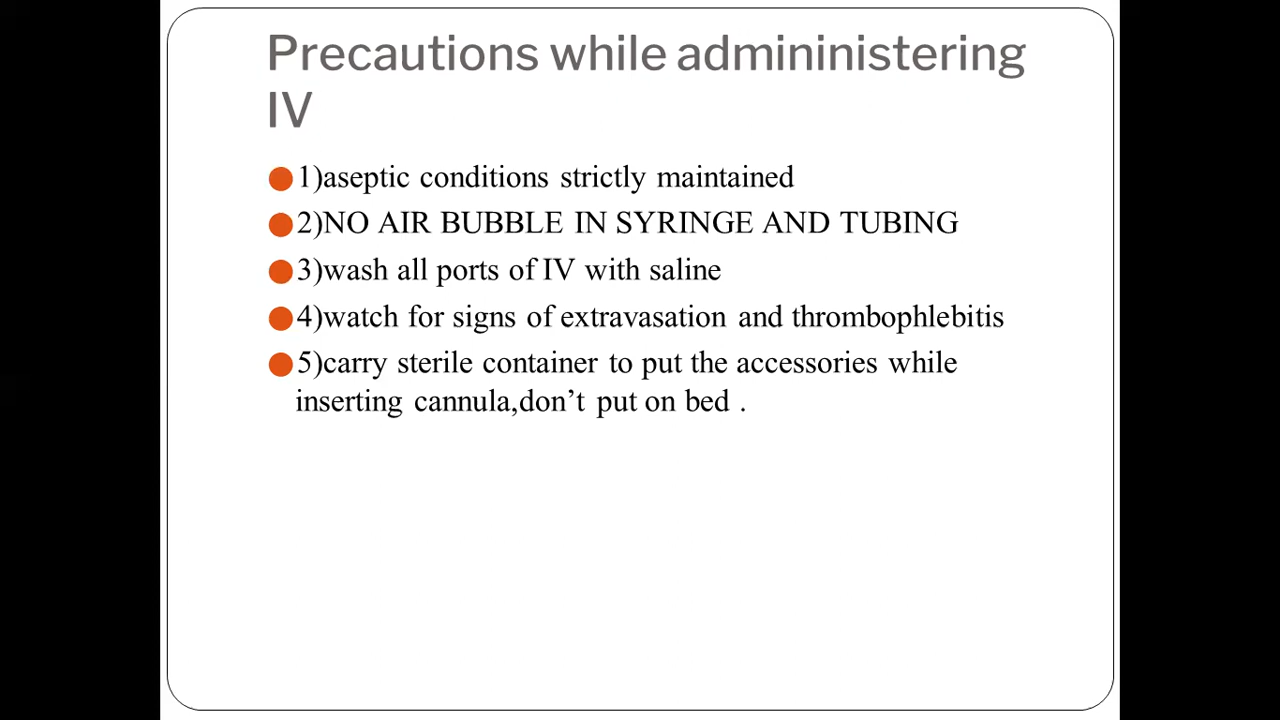 Precautions while admininistering
IV
1)aseptic conditions strictly maintained
2)NO AIR BUBBLE IN SYRINGE AND TUBING
3)wash all ports of IV with saline
4)watch for signs of extravasation and thrombophlebitis
5)carry sterile container to put the accessories while
inserting cannula,don’t put on bed .